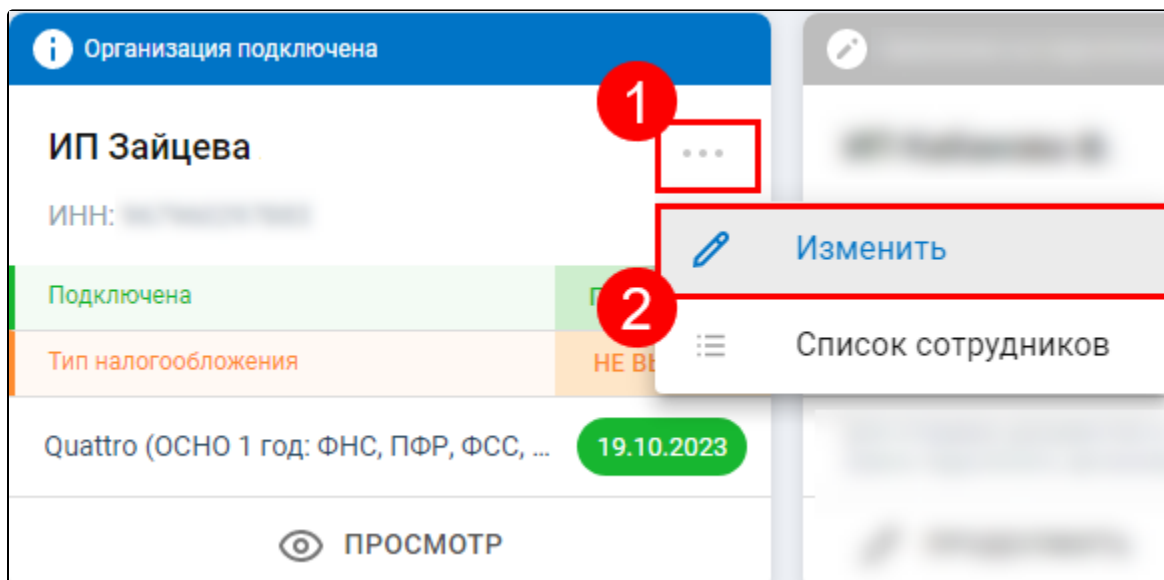 Организация подключена
1
ИП Зайцева
ИНН:
Изменить
Подключена
2
Список сотрудников
Тип налогообложения
НЕ
Quattro (ОСНО 1 год: ФНС, ПФР, ФСС, ...
19.10.2023
ПРОСМОТР